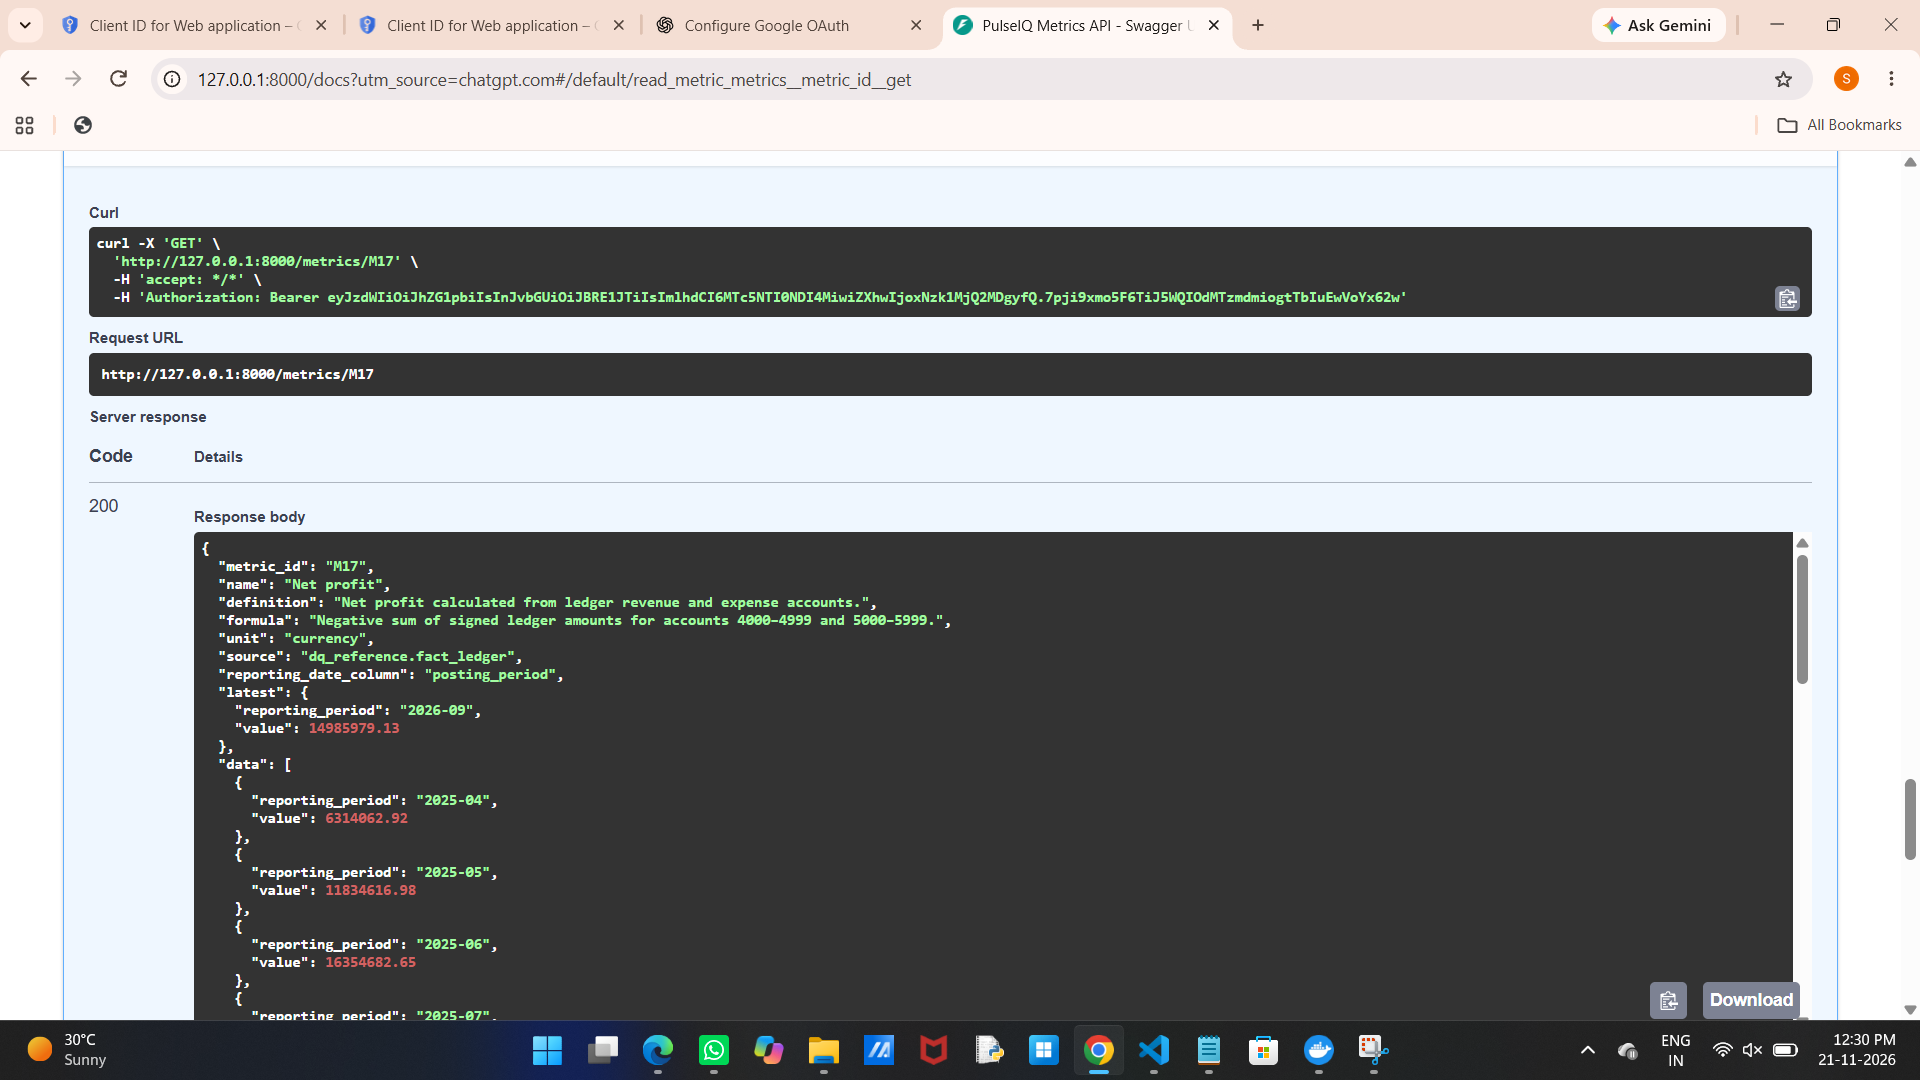 Client ID for Web application –
Client ID for Web application –
Configure Google OAuth
PulseIQ Metrics API - Swagger
Ask Gemini
127.0.0.1:8000/docs?utm_source=chatgpt.com#/default/read_metric_metrics__metric_id__get
S
All Bookmarks
Curl
curl -X 'GET' \
'http://127.0.0.1:8000/metrics/M17' \
-H 'accept: */*' \
-H 'Authorization: Bearer eyJzdWIiOiJhZG1pbiIsInJvbGUiOiJBRE1JTiIsImlhdCI6MTc5NTI0NDI4MiwiZXhwIjoxNzk1MjQ2MDgyfQ.7pji9xmo5F6TiJ5WQIOdMTzmdmiogtTbIuEwVoYx62w'
Request URL
http://127.0.0.1:8000/metrics/M17
Server response
Code
Details
200
Response body
{
"metric_id": "M17",
"name": "Net profit",
"definition": "Net profit calculated from ledger revenue and expense accounts.",
"formula": "Negative sum of signed ledger amounts for accounts 4000–4999 and 5000–5999.",
"unit": "currency",
"source": "dq_reference.fact_ledger",
"reporting_date_column": "posting_period",
"latest": {
"reporting_period": "2026-09",
"value": 14985979.13
},
"data": [
{
"reporting_period": "2025-04",
"value": 6314062.92
},
{
"reporting_period": "2025-05",
"value": 11834616.98
},
{
"reporting_period": "2025-06",
"value": 16354682.65
},
{
"reporting_period": "2025-07",
Download
30°C
Sunny
ENG
IN
12:30 PM
21-11-2026